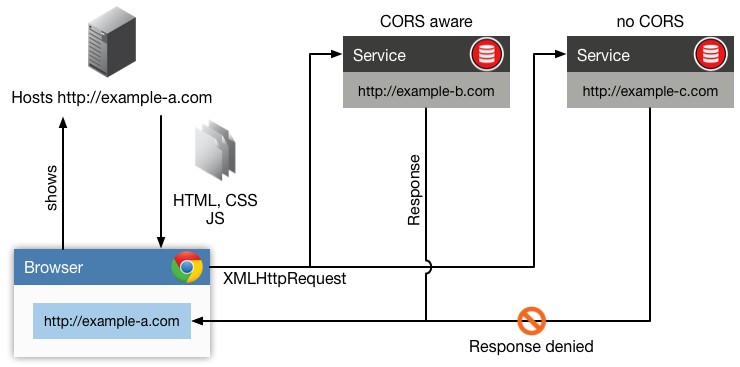 CORS aware
no CORS
Service
Service
http://example-b.com
http://example-c.com
Hosts http://example-a.com
shows
HTML, CSS
JS
Response
Browser
XMLHttpRequest
http://example-a.com
Response denied